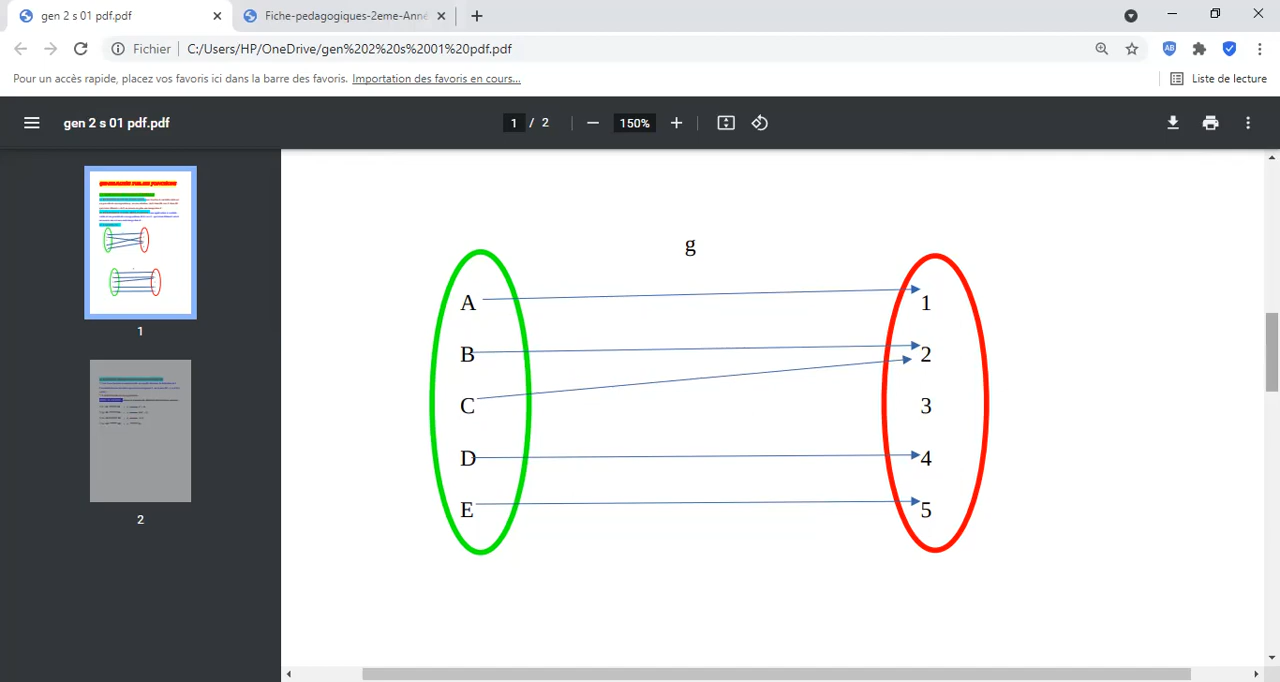 gen 2 s 01 pdf.pdf
Fiche-pedagogiques-2eme-Anné
Fichier
C:/Users/HP/OneDrive/gen%202%20s%2001%20pdf.pdf
Pour un accès rapide, placez vos favoris ici dans la barre des favoris. Importation des favoris en cours...
Liste de lecture
gen 2 s 01 pdf.pdf
1 / 2
150%
1
2
g
A 1
B 2
C 3
D 4
E 5